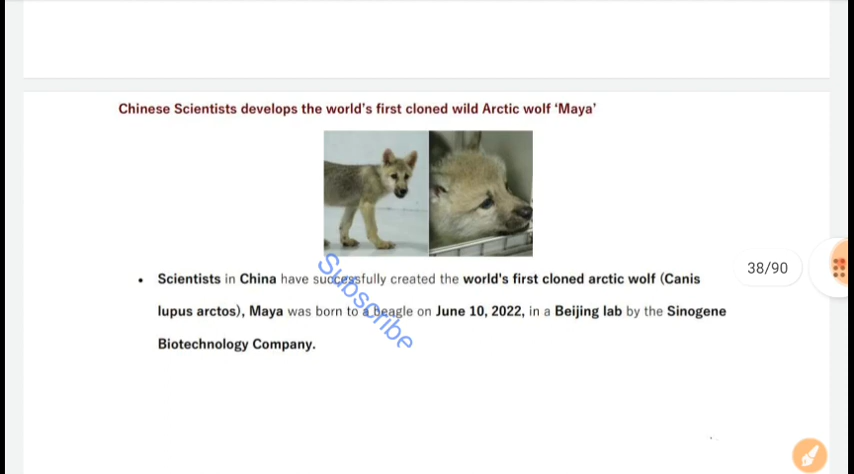 Chinese Scientists develops the world's first cloned wild Arctic wolf ‘Maya’
• Scientists in China have successfully created the world's first cloned arctic wolf (Canis
lupus arctos), Maya was born to a beagle on June 10, 2022, in a Beijing lab by the Sinogene
Biotechnology Company.
Subscribe
38/90